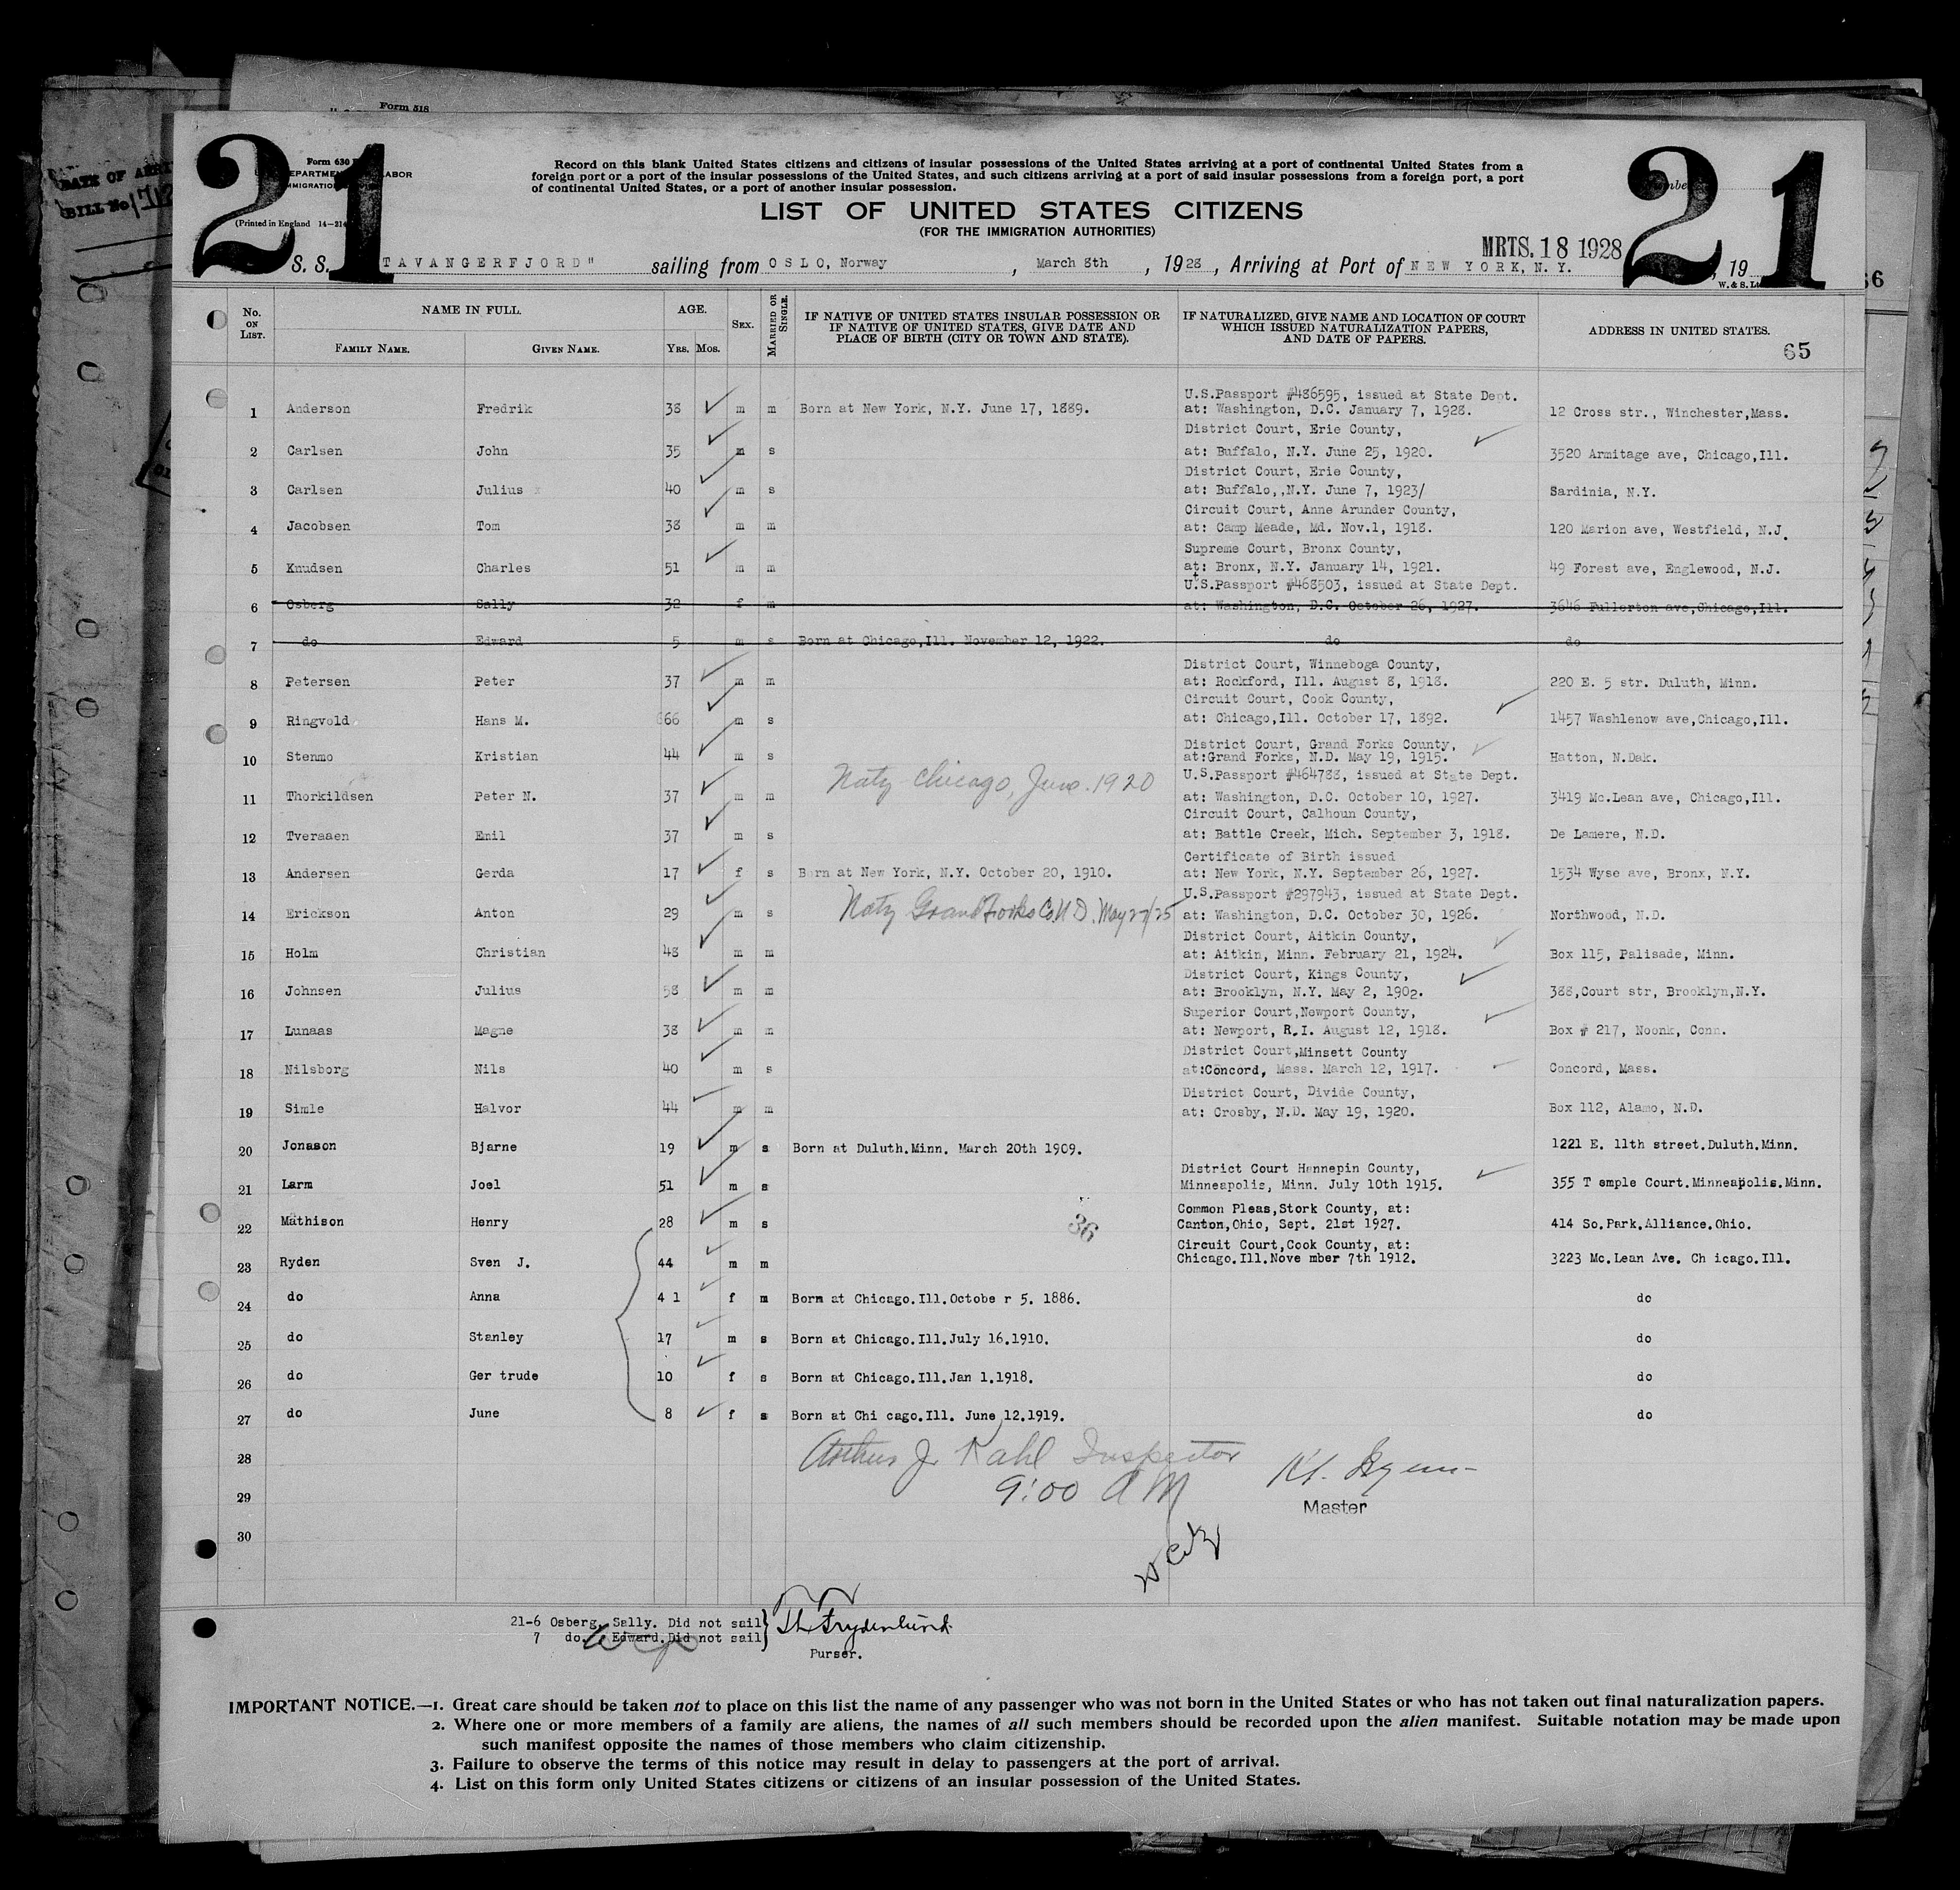 Form 518
DATE OF
BILL No
21
21
Form 630
LABOR
IMMIGRATION
(Printed in England 14—214
Record on this blank United States citizens and citizens of insular possessions of the United States arriving at a port of continental United States from a
foreign port or a port of the insular possessions of the United States, and such citizens arriving at a port of said insular possessions from a foreign port, a port
of continental United States, or a port of another insular possession.
LIST OF UNITED STATES CITIZENS
(FOR THE IMMIGRATION AUTHORITIES)
S. S. TAVANGERFJORD" sailing from OSLO, Norway, March 8th, 1928, Arriving at Port of NEW YORK, N.Y. MRTS. 18 1928, 19
W. & S. Lt
No. ON LIST. NAME IN FULL. AGE. SEX. MARRIED OR SINGLE. IF NATIVE OF UNITED STATES INSULAR POSSESSION OR IF NATIVE OF UNITED STATES, GIVE DATE AND PLACE OF BIRTH (CITY OR TOWN AND STATE). IF NATURALIZED, GIVE NAME AND LOCATION OF COURT WHICH ISSUED NATURALIZATION PAPERS, AND DATE OF PAPERS. ADDRESS IN UNITED STATES.
FAMILY NAME. GIVEN NAME. YRS. MOS.
65
U.S.Passport #486595, issued at State Dept.
1 Anderson Fredrik 38 m m Born at New York, N.Y. June 17, 1889. at: Washington, D.C. January 7, 1928. 12 Cross str., Winchester,Mass.
District Court, Erie County,
2 Carlsen John 35 m s at: Buffalo, N.Y. June 25, 1920. 3520 Armitage ave, Chicago,Ill.
District Court, Erie County,
3 Carlsen Julius 40 m s at: Buffalo,,N.Y. June 7, 1923/ Sardinia, N.Y.
Circuit Court, Anne Arunder County,
4 Jacobsen Tom 38 m m at: Camp Meade, Md. Nov.1, 1918. 120 Marion ave, Westfield, N.J.
Supreme Court, Bronx County,
5 Knudsen Charles 51 m m at: Bronx, N.Y. January 14, 1921. 49 Forest ave, Englewood, N.J.
U.S.Passport #468503, issued at State Dept.
6 Osberg Sally 32 f m at: Washington, D.C. October 26, 1927. 3646 Fullerton ave,Chicago,Ill.
7 do Edward 5 m s Born at Chicago,Ill. November 12, 1922. do do
District Court, Winneboga County,
8 Petersen Peter 37 m m at: Rockford, Ill. August 8, 1918. 220 E. 5 str. Duluth, Minn.
Circuit Court, Cook County,
9 Ringvold Hans M. 66 m s at: Chicago,Ill. October 17, 1892. 1457 Washlenow ave,Chicago,Ill.
District Court, Grand Forks County,
10 Stenmo Kristian 44 m s at:Grand Forks, N.D. May 19, 1915. Hatton, N.Dak.
Natz Chicago, June. 1920 U.S.Passport #464788, issued at State Dept.
11 Thorkildsen Peter N. 37 m m at: Washington, D.C. October 10, 1927. 3419 Mc.Lean ave, Chicago,Ill.
Circuit Court, Calhoun County,
12 Tveraaen Emil 37 m s at: Battle Creek, Mich. September 3, 1918. De Lamere, N.D.
Certificate of Birth issued
13 Andersen Gerda 17 f s Born at New York, N.Y. October 20, 1910. at: New York, N.Y. September 26, 1927. 1534 Wyse ave, Bronx, N.Y.
U.S.Passport #297943, issued at State Dept.
14 Erickson Anton 29 m s Natz Grand Forks Co. N D. May 27/25 at: Washington, D.C. October 30, 1926. Northwood, N.D.
District Court, Aitkin County,
15 Holm Christian 48 m m at: Aitkin, Minn. February 21, 1924. Box 115, Palisade, Minn.
District Court, Kings County,
16 Johnsen Julius 58 m m at: Brooklyn, N.Y. May 2, 1902. 388,Court str, Brooklyn,N.Y.
Superior Court,Newport County,
17 Lunaas Magne 38 m m at: Newport, R.I. August 12, 1918. Box # 217, Noonk, Conn.
District Court,Minsett County
18 Nilsborg Nils 40 m s at:Concord, Mass. March 12, 1917. Concord, Mass.
District Court, Divide County,
19 Simle Halvor 44 m m at: Crosby, N.D. May 19, 1920. Box 112, Alamo, N.D.
20 Jonason Bjarne 19 m s Born at Duluth.Minn. March 20th 1909. 1221 E. 11th street.Duluth.Minn.
District Court Hennepin County,
21 Larm Joel 51 m s Minneapolis, Minn. July 10th 1915. 355 T emple Court.Minneapolis.Minn.
Common Pleas,Stork County, at:
22 Mathison Henry 28 m s 36 Canton,Ohio, Sept. 21st 1927. 414 So.Park.Alliance.Ohio.
Circuit Court,Cook County, at:
23 Ryden Sven J. 44 m m Chicago.Ill.Nove mber 7th 1912. 3223 Mc.Lean Ave. Ch icago.Ill.
24 do Anna 4 1 f m Born at Chicago.Ill.Octobe r 5. 1886. do
25 do Stanley 17 m s Born at Chicago.Ill.July 16.1910. do
26 do Ger trude 10 f s Born at Chicago.Ill.Jan 1.1918. do
27 do June 8 f s Born at Chi cago.Ill. June 12.1919. do
28 Arthur J. Kahl Inspector
29 9:00 AM
Master
30
21-6 Osberg, Sally. Did not sail
7 do. Edward.Did not sail
Th Frydenlund.
Purser.
IMPORTANT NOTICE.—1. Great care should be taken not to place on this list the name of any passenger who was not born in the United States or who has not taken out final naturalization papers.
2. Where one or more members of a family are aliens, the names of all such members should be recorded upon the alien manifest. Suitable notation may be made upon
such manifest opposite the names of those members who claim citizenship.
3. Failure to observe the terms of this notice may result in delay to passengers at the port of arrival.
4. List on this form only United States citizens or citizens of an insular possession of the United States.